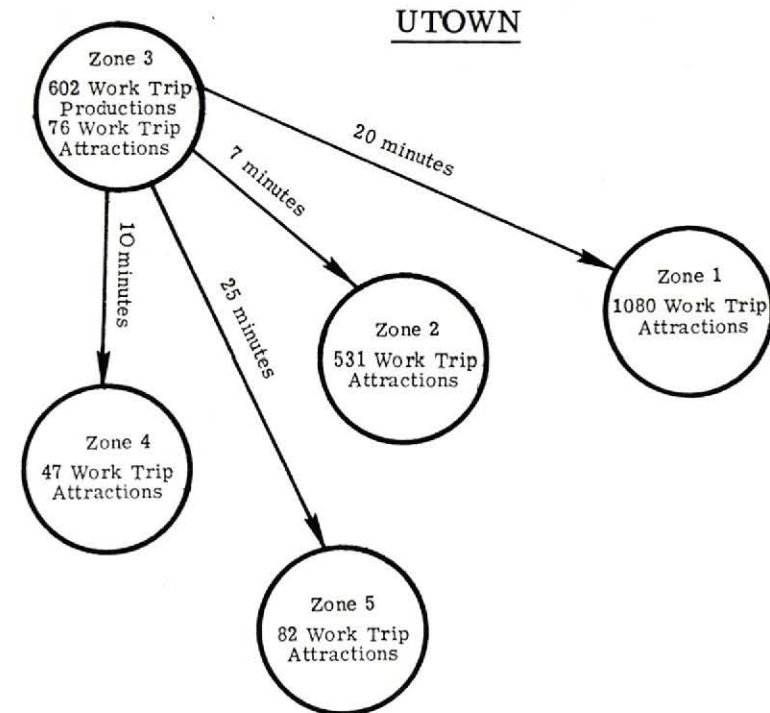 UTOWN
Zone 3
602 Work Trip
Productions
76 Work Trip
Attractions
20 minutes
7 minutes
10 minutes
25 minutes
Zone 1
1080 Work Trip
Attractions
Zone 2
531 Work Trip
Attractions
Zone 4
47 Work Trip
Attractions
Zone 5
82 Work Trip
Attractions